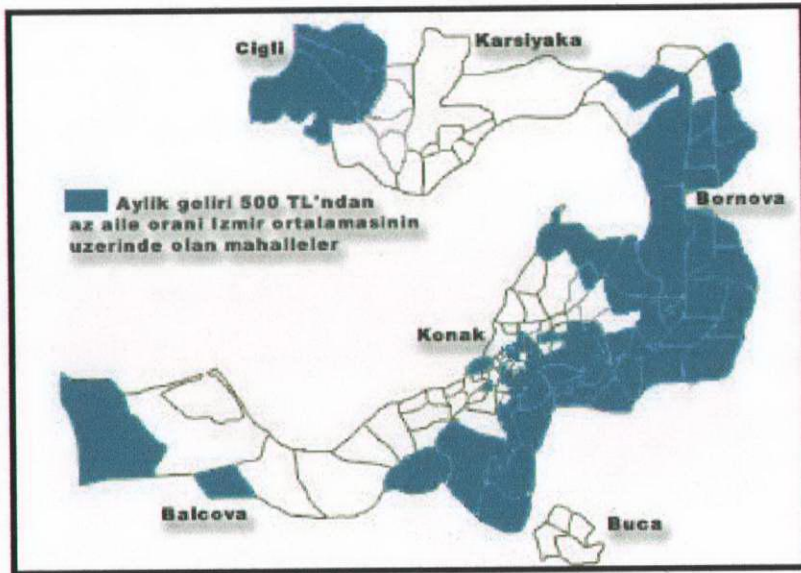 Cigli
Karsiyaka
Aylik geliri 500 TL'ndan
az aile orani Izmir ortalamasinin
uzerinde olan mahalleler
Bornova
Konak
Balcova
Buca